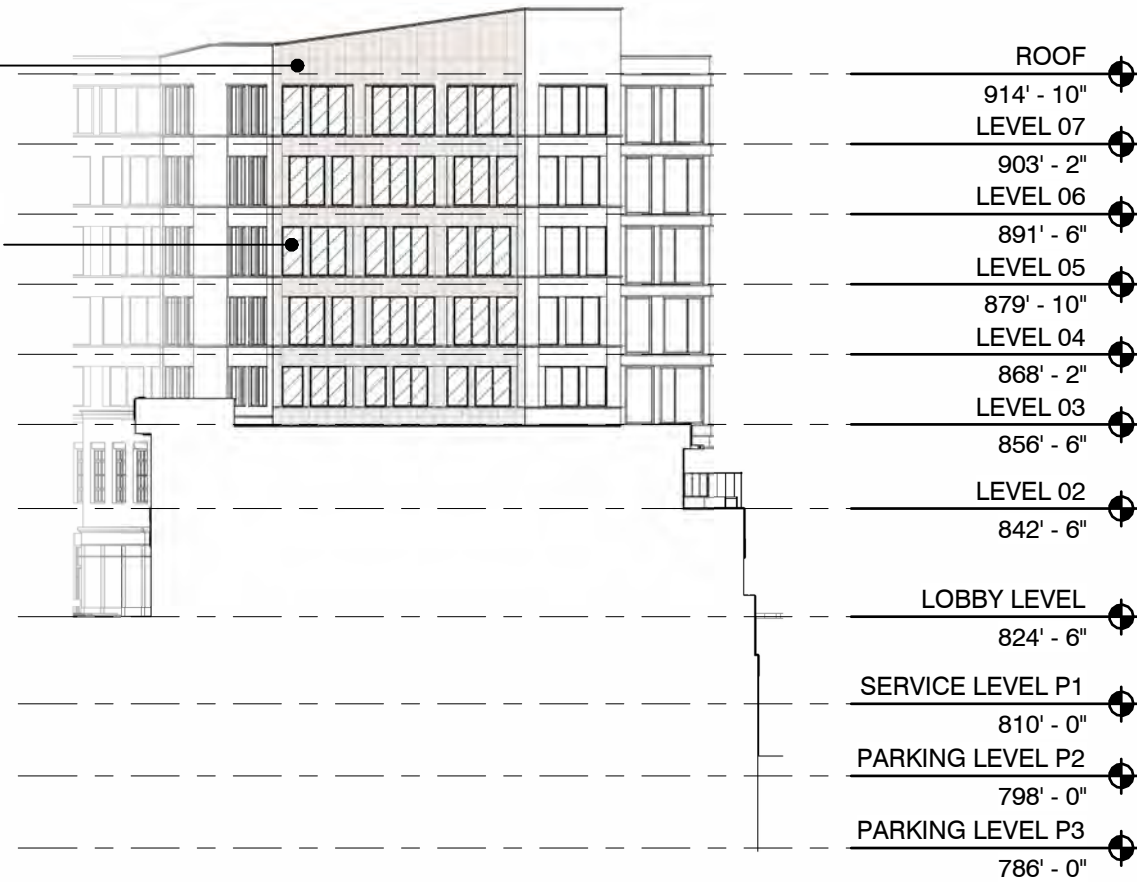 ROOF
914' - 10"
LEVEL 07
903' - 2"
LEVEL 06
891' - 6"
LEVEL 05
879' - 10"
LEVEL 04
868' - 2"
LEVEL 03
856' - 6"
LEVEL 02
842' - 6"
LOBBY LEVEL
824' - 6"
SERVICE LEVEL P1
810' - 0"
PARKING LEVEL P2
798' - 0"
PARKING LEVEL P3
786' - 0"